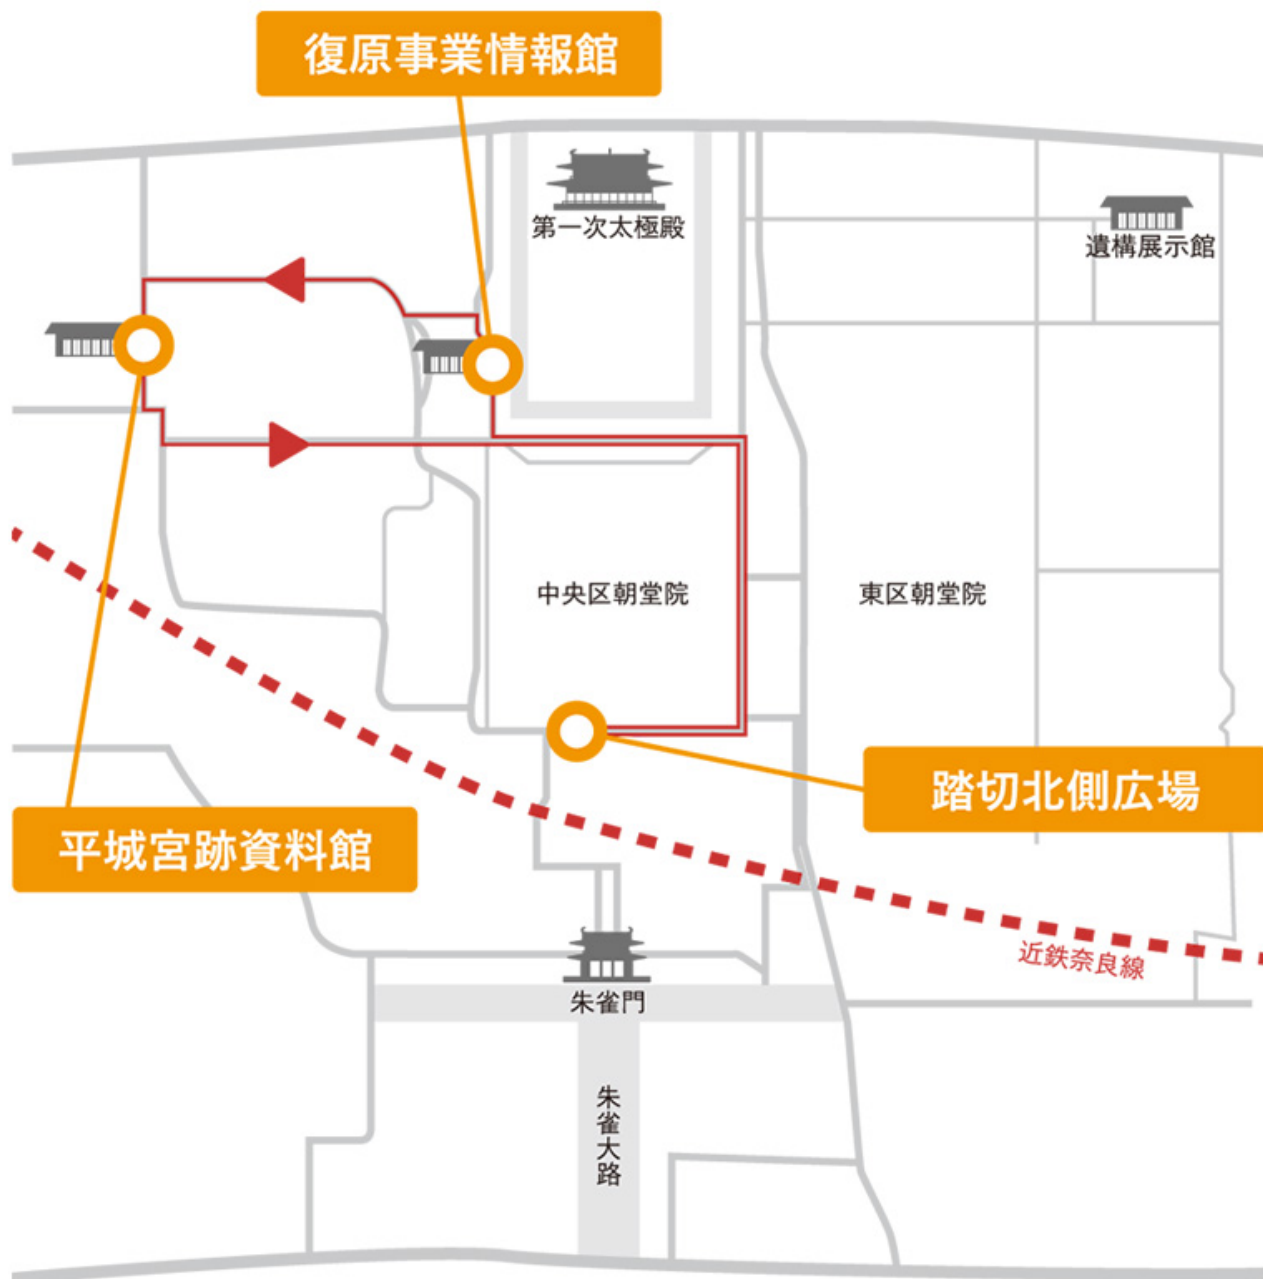 復原事業情報館
第一次太極殿
遺構展示館
中央区朝堂院
東区朝堂院
踏切北側広場
平城宮跡資料館
近鉄奈良線
朱雀門
朱雀大路